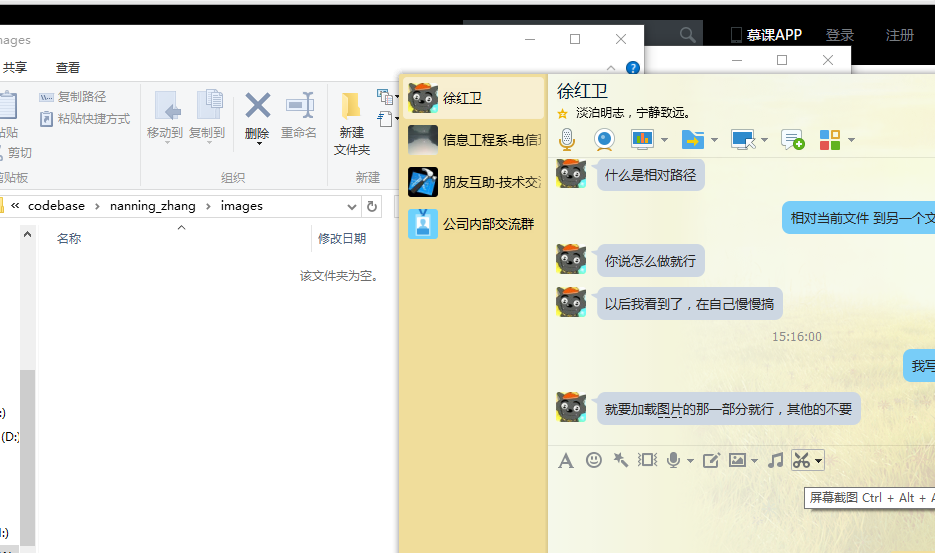 慕课APP 登录 注册
mages
共享 查看
粘贴
复制路径
粘贴快捷方式
剪切
剪贴板
移动到 复制到 删除 重命名
组织
新建
文件夹
新建
« codebase › nanning_zhang › images
名称 修改日期
该文件夹为空。
:)
(D:)
:)
徐红卫
信息工程系-电信
朋友互助-技术交
公司内部交流群
徐红卫
淡泊明志，宁静致远。
什么是相对路径
相对当前文件 到另一个文
你说怎么做就行
以后我看到了，在自己慢慢搞
15:16:00
我写
就要加载图片的那一部分就行，其他的不要
屏幕截图 Ctrl + Alt + A